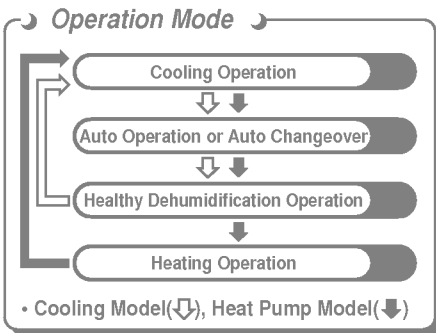 Operation Mode
Cooling Operation
Auto Operation or Auto Changeover
Healthy Dehumidification Operation
Heating Operation
• Cooling Model(⇩), Heat Pump Model(⬇)